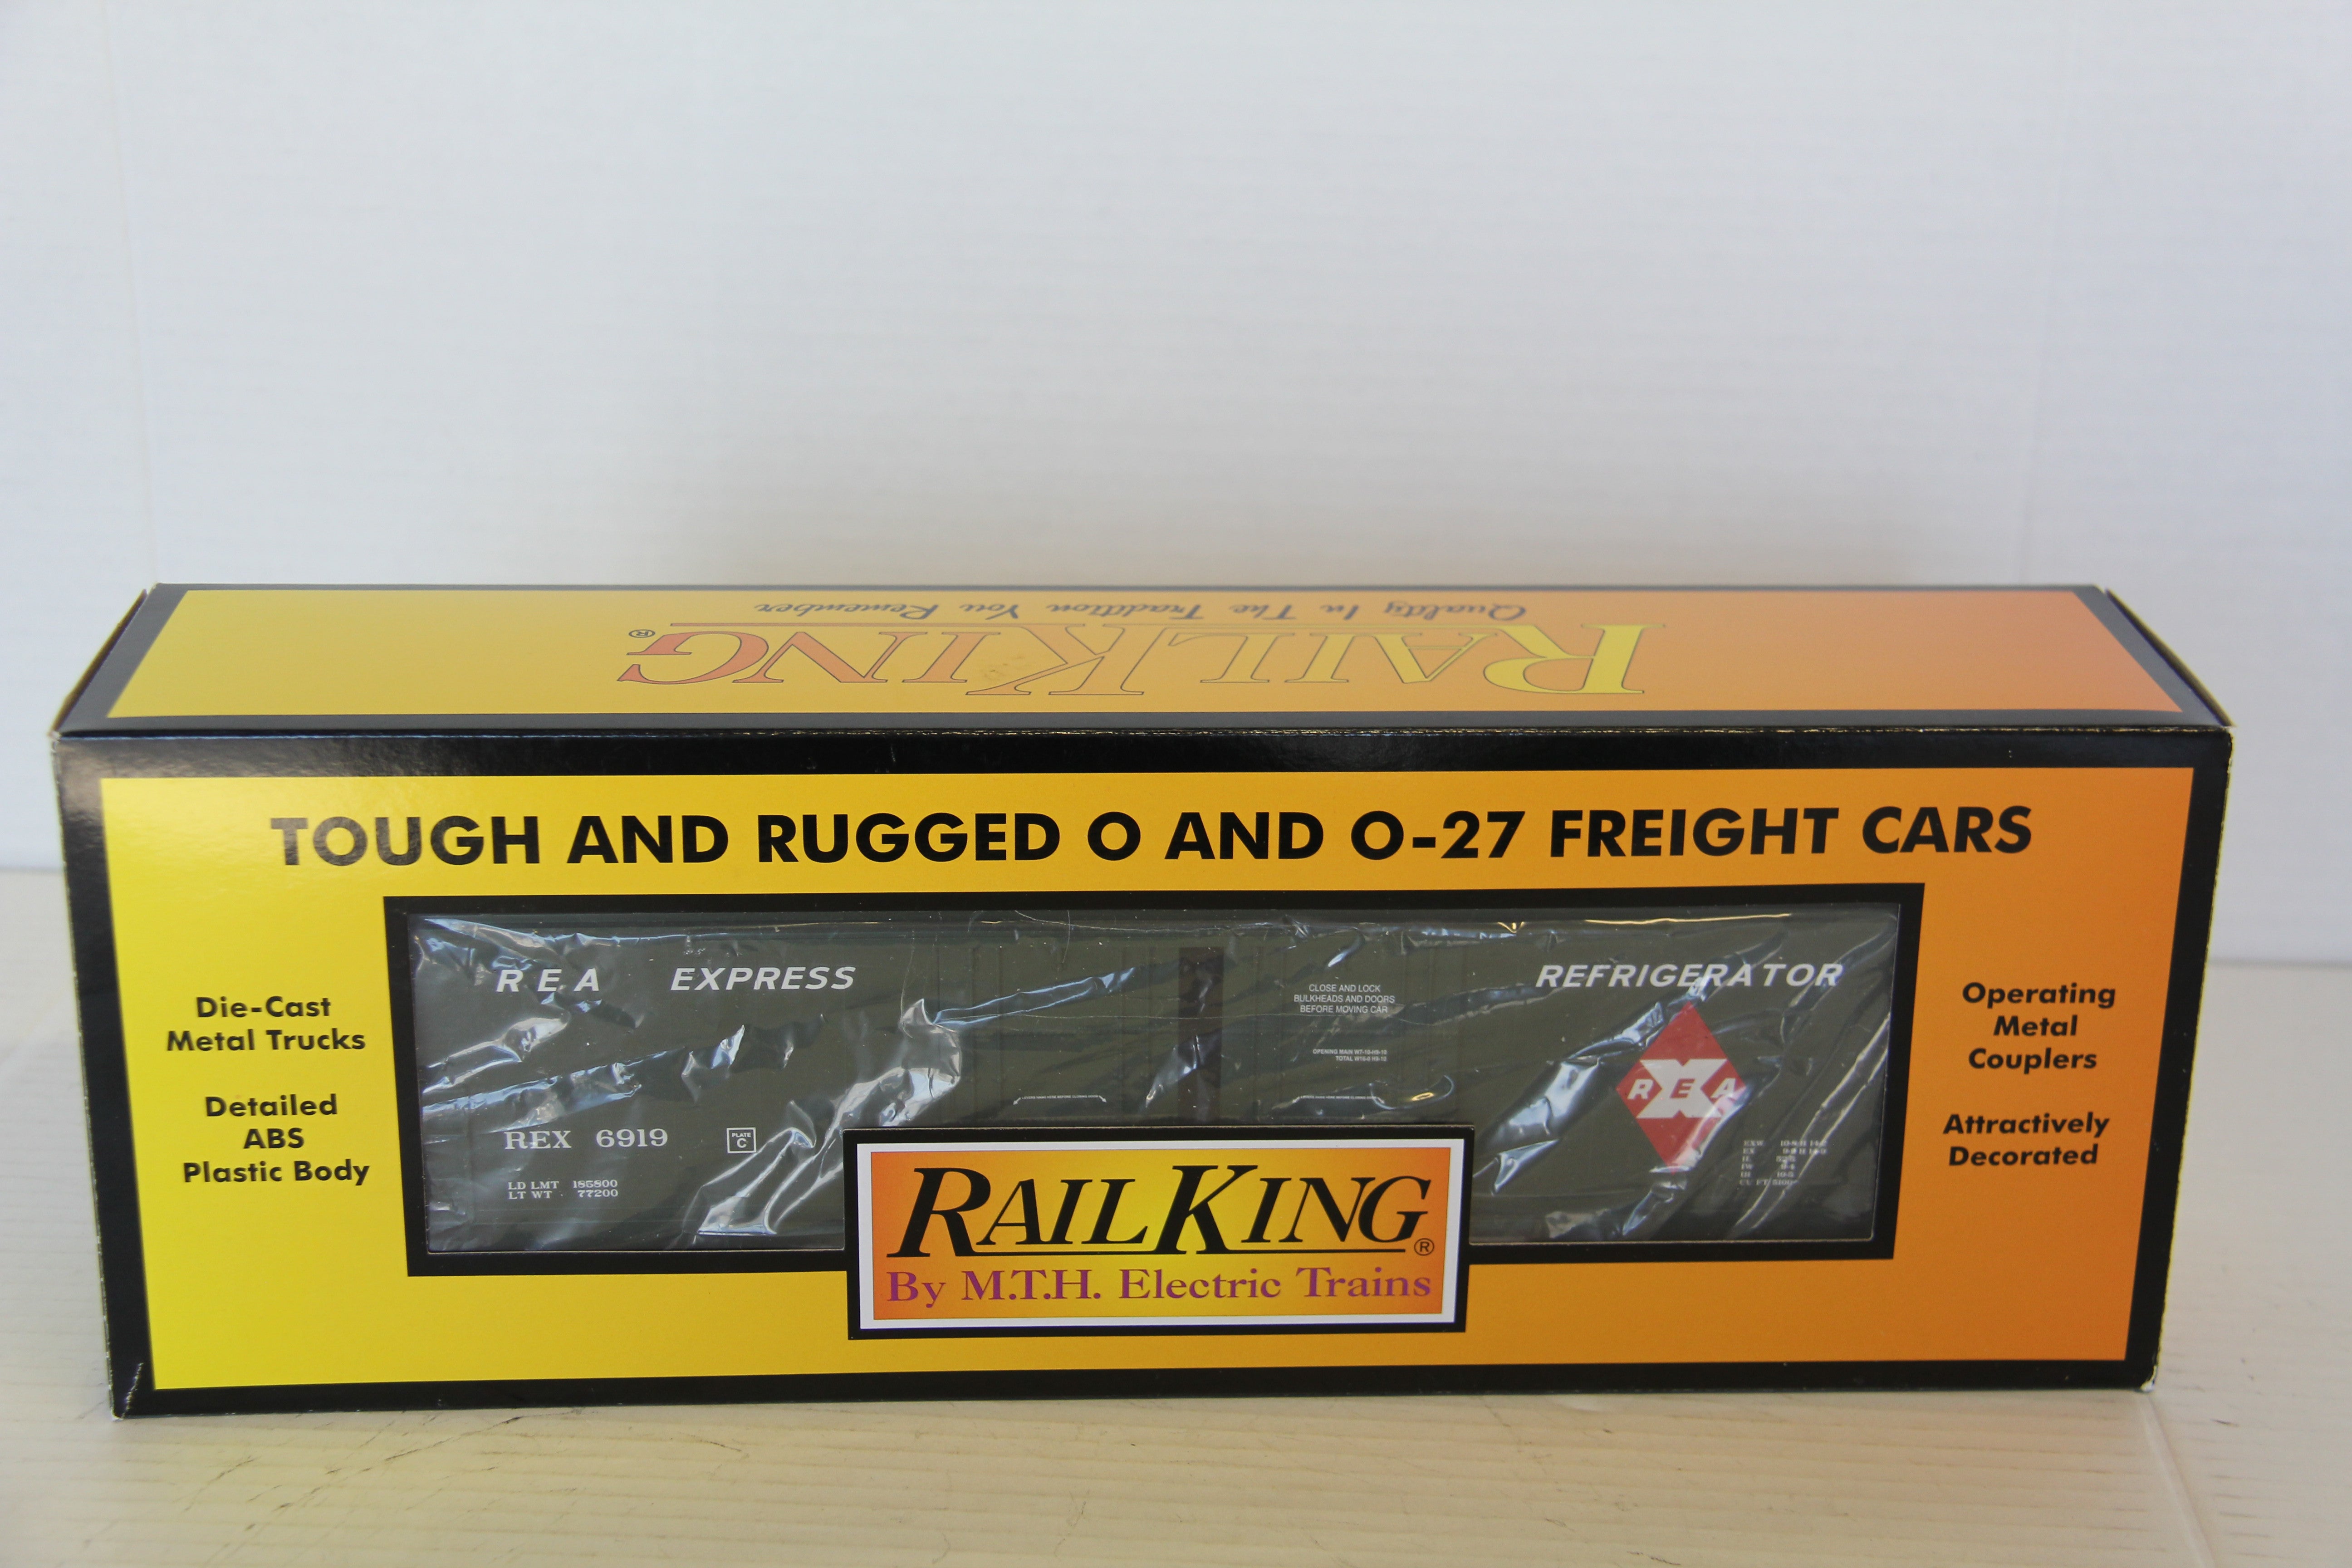 Quality In The Tradition You Remember
RAILKING®
TOUGH AND RUGGED O AND O-27 FREIGHT CARS
Die-Cast
Metal Trucks
Detailed
ABS
Plastic Body
REA EXPRESS
REX 6919
PLATE
C
LD LMT 185800
LT WT 77200
CLOSE AND LOCK
BULKHEADS AND DOORS
BEFORE MOVING CAR
REFRIGERATOR
REA
Operating
Metal
Couplers
Attractively
Decorated
RAILKING®
By M.T.H. Electric Trains